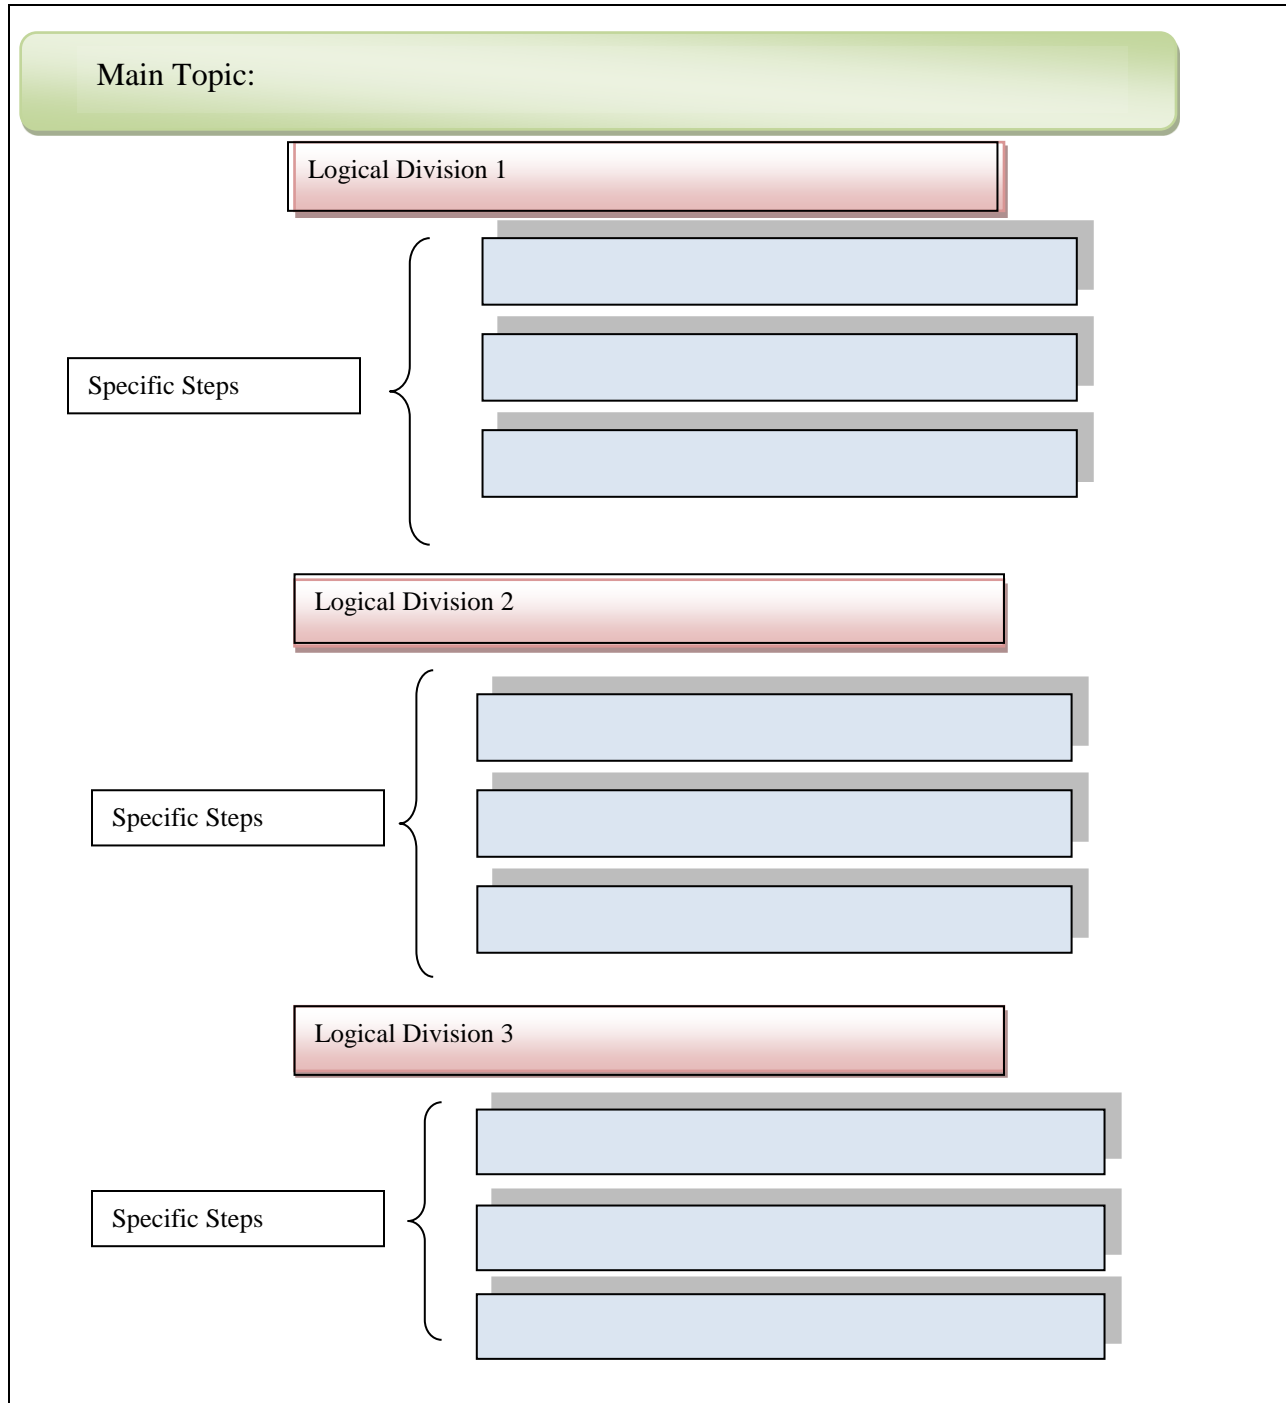 Main Topic:
Logical Division 1
Specific Steps
Logical Division 2
Specific Steps
Logical Division 3
Specific Steps